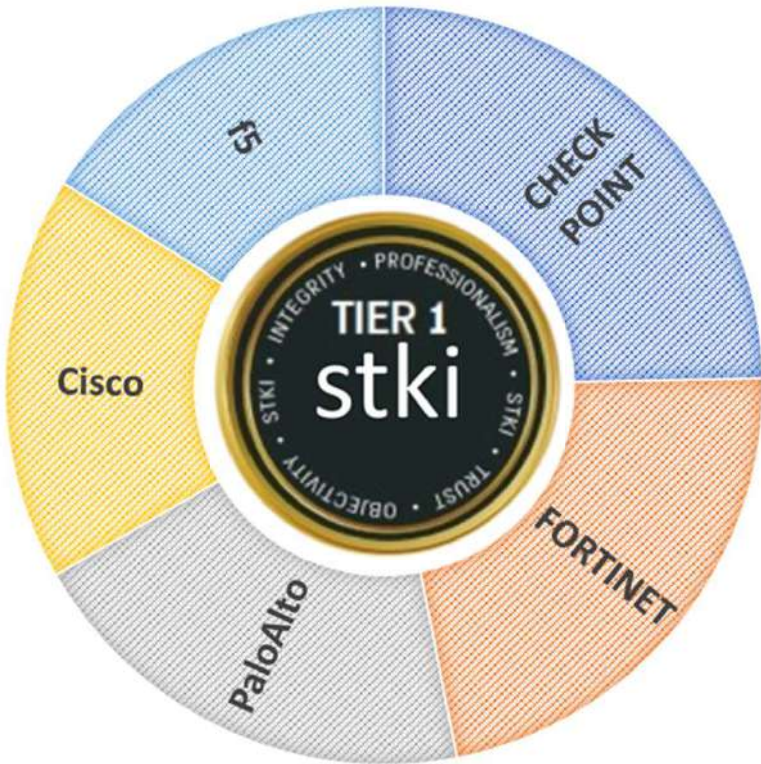 f5
CHECK
POINT
Cisco
FORTINET
PaloAlto
TIER 1
stki
STKI • INTEGRITY • PROFESSIONALISM • STKI • TRUST • OBJECTIVITY •